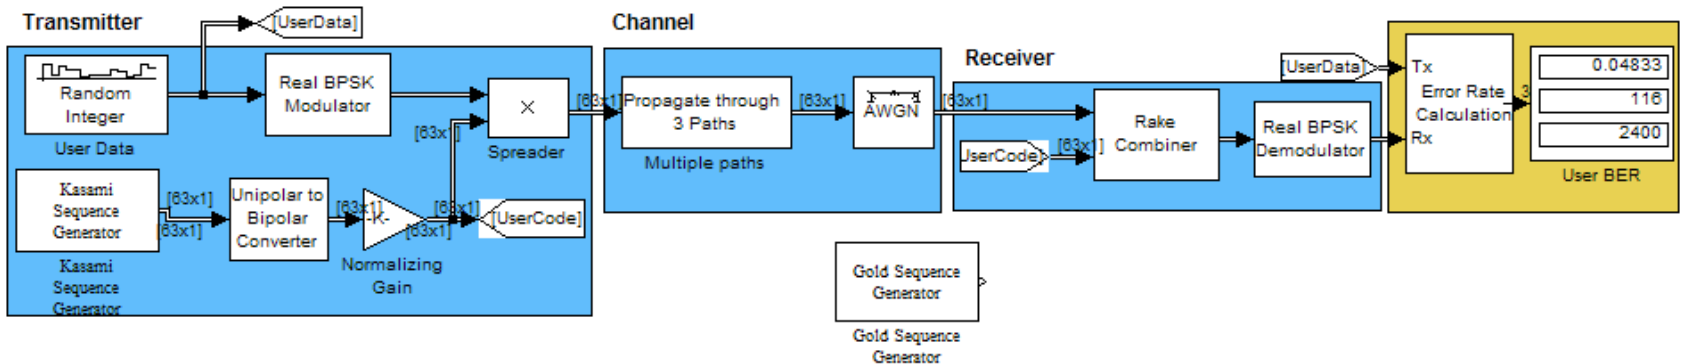 Transmitter
[UserData]
Random
Integer
User Data
Real BPSK
Modulator
×
Spreader
[63x1]
[63x1]
Kasami
Sequence
Generator
[63x1]
[63x1]
Kasami
Sequence
Generator
Unipolar to
Bipolar
Converter
[63x1]
-K-
[63x1]
[63x1]
Normalizing
Gain
[UserCode]
Channel
Propagate through
3 Paths
Multiple paths
[63x1]
AWGN
[63x1]
Receiver
UserCode]
[63x1]
Rake
Combiner
Real BPSK
Demodulator
[UserData]
Tx
Rx
Error Rate
Calculation
3
0.04833
116
2400
User BER
Gold Sequence
Generator
Gold Sequence
Generator